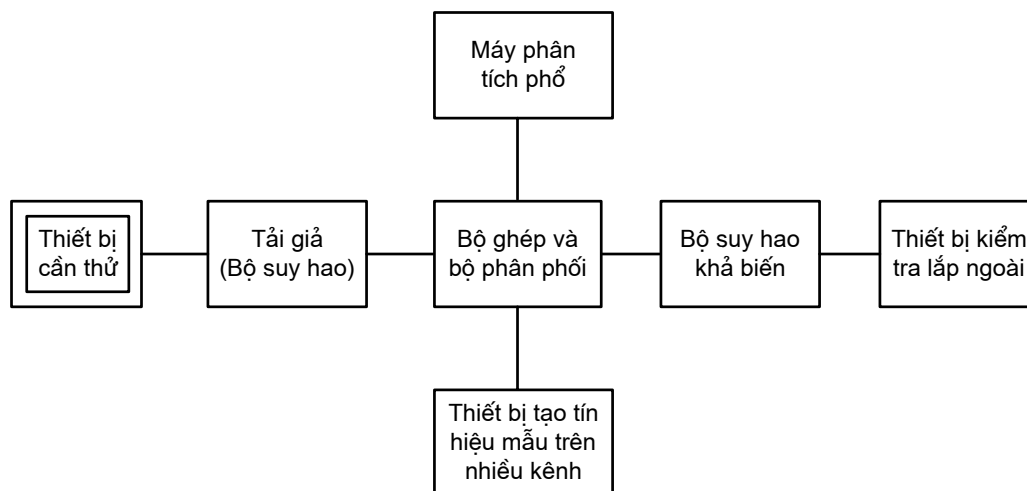 Máy phân
tích phổ
Thiết bị
cần thử
Tải giả
(Bộ suy hao)
Bộ ghép và
bộ phân phối
Bộ suy hao
khả biến
Thiết bị kiểm
tra lắp ngoài
Thiết bị tạo tín
hiệu mẫu trên
nhiều kênh